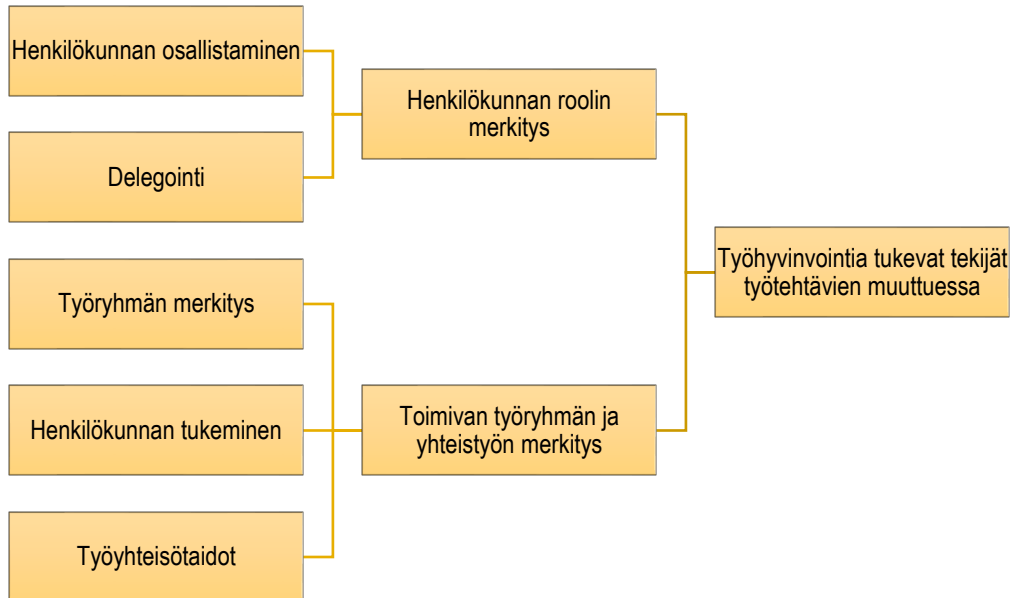 Henkilökunnan osallistaminen
Delegointi
Työryhmän merkitys
Henkilökunnan tukeminen
Työyhteisötaidot
Henkilökunnan roolin
merkitys
Toimivan työryhmän ja
yhteistyön merkitys
Työhyvinvointia tukevat tekijät
työtehtävien muuttuessa